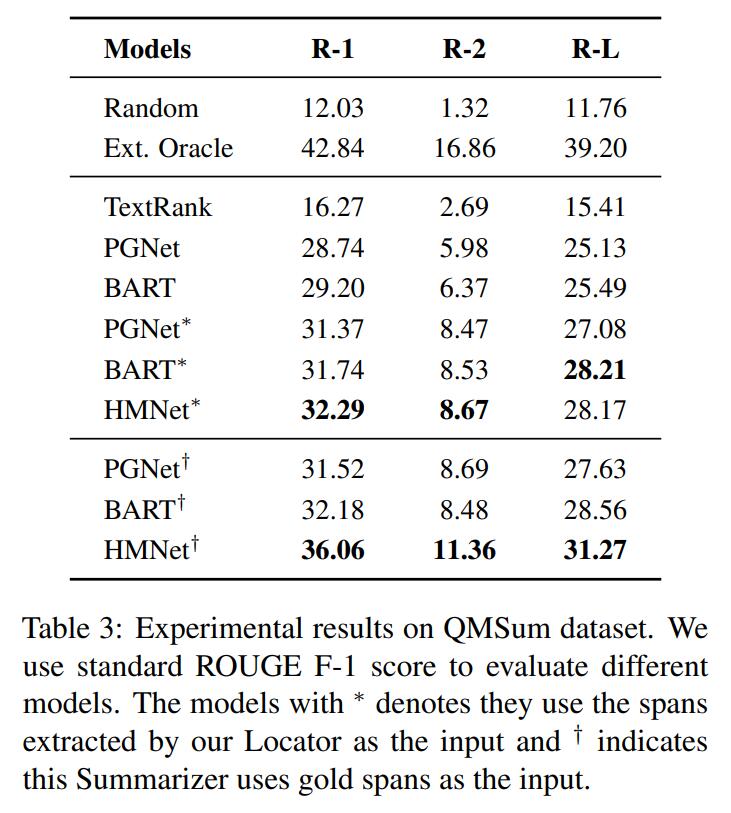 Models R-1 R-2 R-L
Random 12.03 1.32 11.76
Ext. Oracle 42.84 16.86 39.20
TextRank 16.27 2.69 15.41
PGNet 28.74 5.98 25.13
BART 29.20 6.37 25.49
PGNet* 31.37 8.47 27.08
BART* 31.74 8.53 28.21
HMNet* 32.29 8.67 28.17
PGNet† 31.52 8.69 27.63
BART† 32.18 8.48 28.56
HMNet† 36.06 11.36 31.27
Table 3: Experimental results on QMSum dataset. We
use standard ROUGE F-1 score to evaluate different
models. The models with * denotes they use the spans
extracted by our Locator as the input and † indicates
this Summarizer uses gold spans as the input.